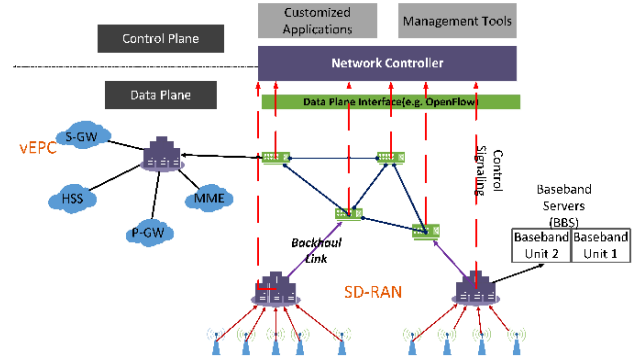 Customized
Applications
Management Tools
Control Plane
Network Controller
Data Plane
Data Plane Interface(e.g. OpenFlow)
S-GW
vEPC
HSS
MME
P-GW
Control
Signaling
Backhaul
Link
Baseband
Servers
(BBS)
Baseband
Unit 2
Baseband
Unit 1
SD-RAN